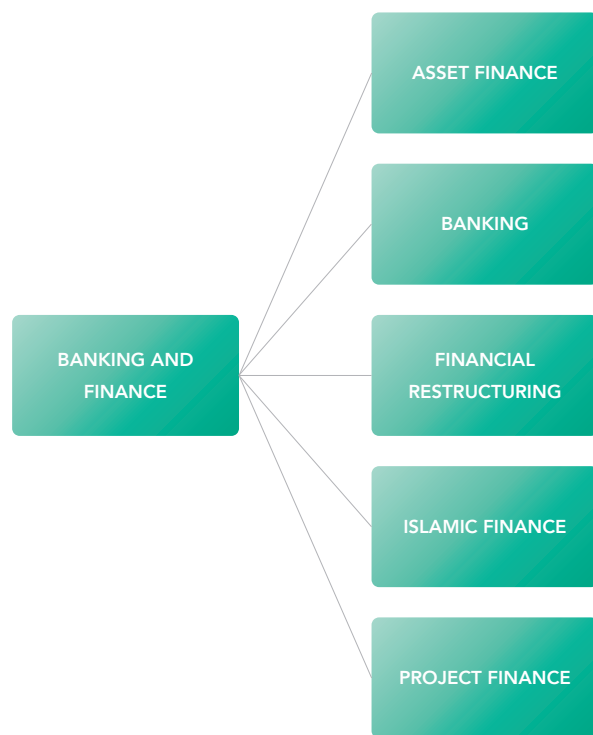 ASSET FINANCE
BANKING
BANKING AND
FINANCE
FINANCIAL
RESTRUCTURING
ISLAMIC FINANCE
PROJECT FINANCE